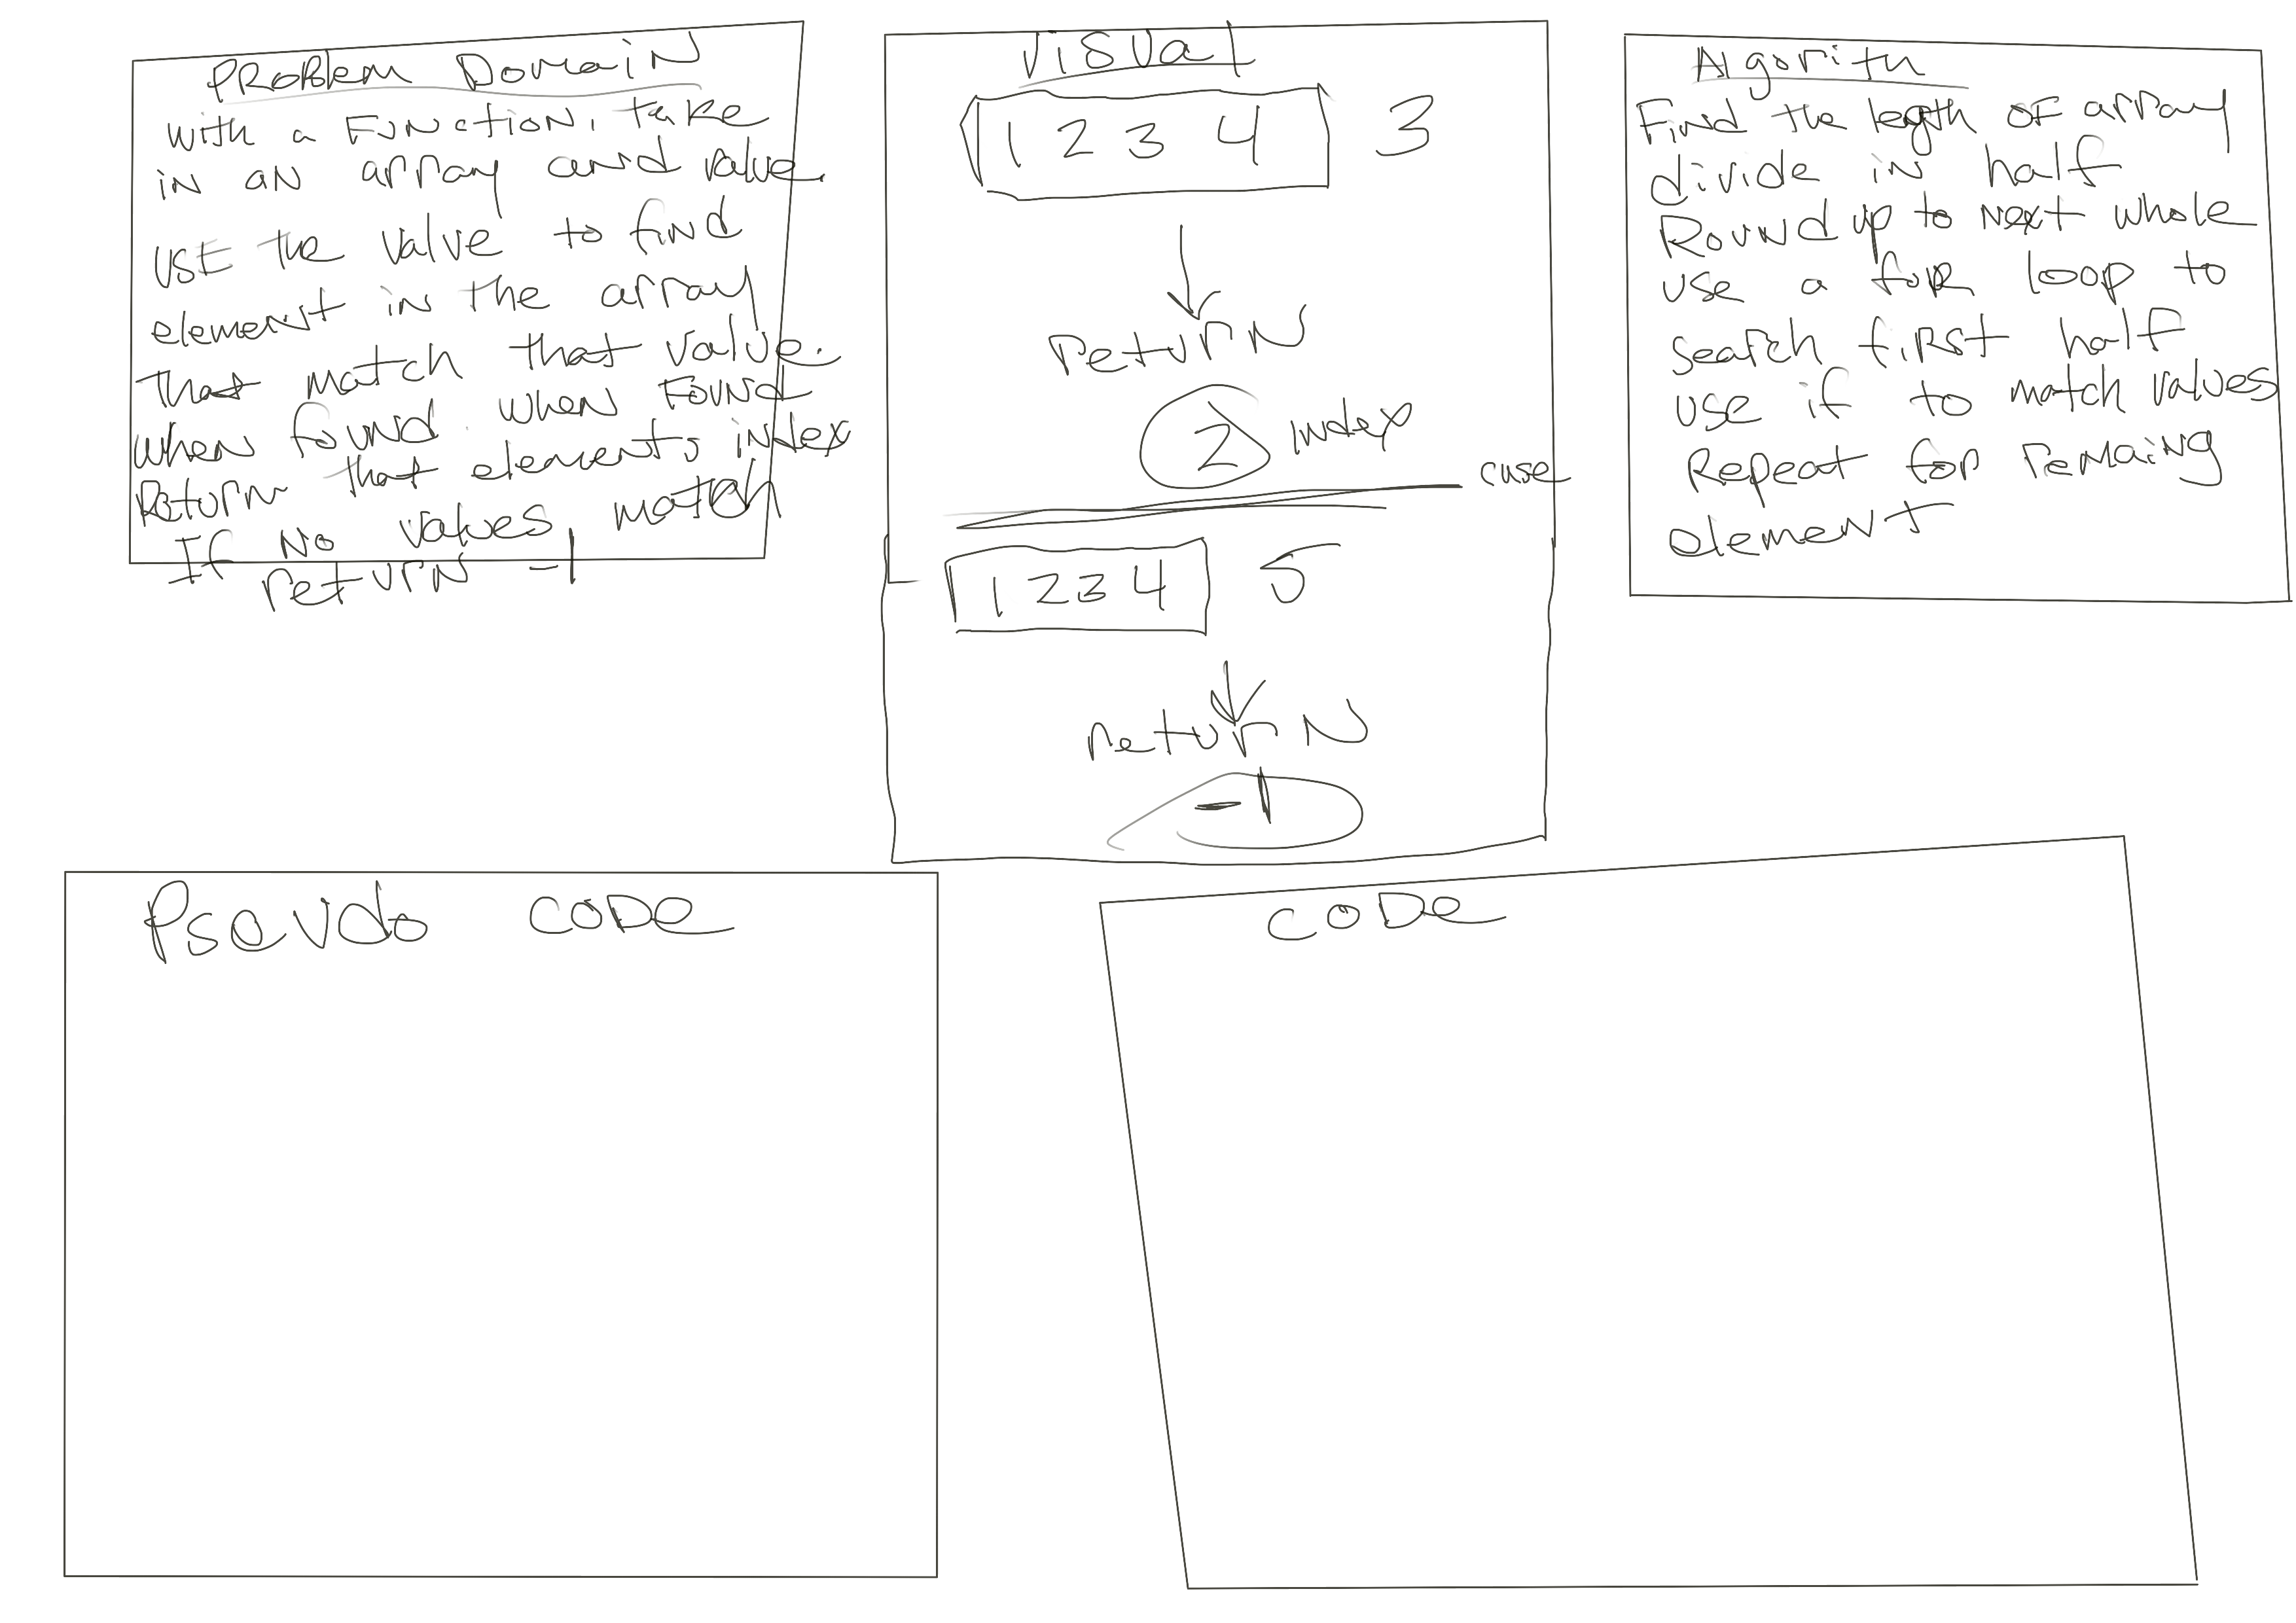 PROBlem DomaiN
with a FUNctioN, take
iN aN array and value.
USE the value to find
element in the array
That match that value.
when found. when FOUND
Return that elements index
If No values, match
returN -1
Visual
1 2 3 4 3
returN
2 index
case
1 2 3 4 5
returN
-1
Algorith
Find the legth of array
divide in half
Round up to Next whole
use a foR loop to
search fiRst half
use if to match values
Repeat for remaing
element
Pseudo CODe
CODe